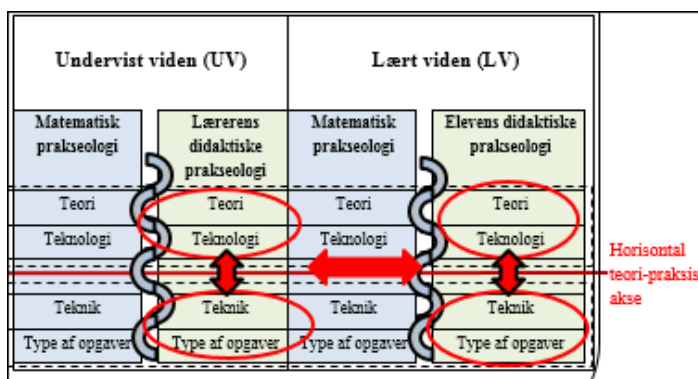 Undervist viden (UV)
Lært viden (LV)
Matematisk
prakseologi
Lærerens
didaktiske
prakseologi
Matematisk
prakseologi
Elevens didaktiske
prakseologi
Teori
Teori
Teori
Teori
Teknologi
Teknologi
Teknologi
Teknologi
Horisontal
teori-praksis
akse
Teknik
Teknik
Teknik
Teknik
Type af opgaver
Type af opgaver
Type af opgaver
Type af opgaver